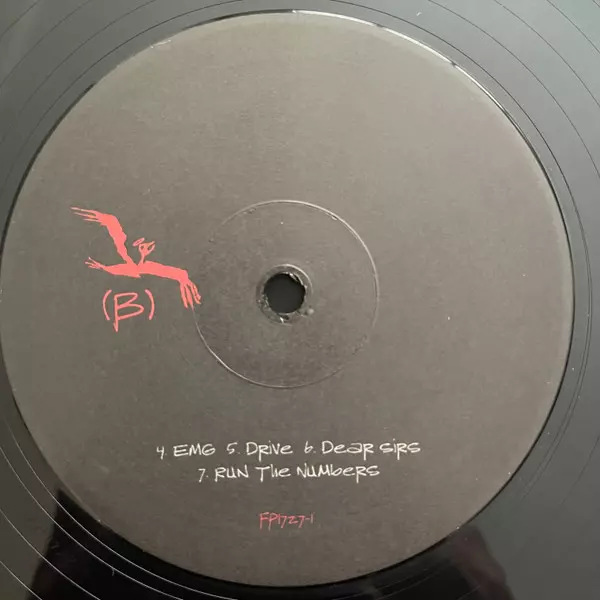 (B)
4. EMG 5. Drive 6. Dear Sirs
7. Run The Numbers
FP1727-1